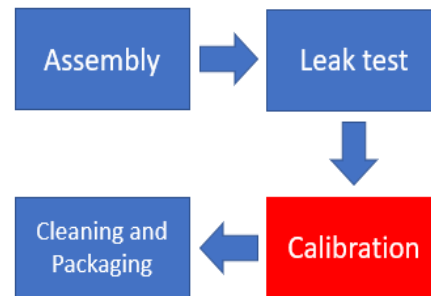 Assembly
Leak test
Calibration
Cleaning and
Packaging